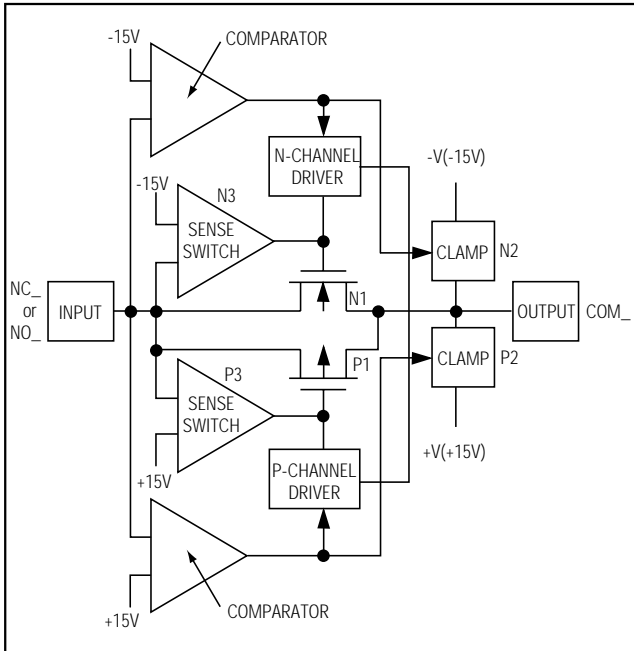 -15V
COMPARATOR
N-CHANNEL
DRIVER
-V(-15V)
-15V
N3
SENSE
SWITCH
CLAMP
N2
NC_
or
NO_
INPUT
N1
OUTPUT
COM_
P1
CLAMP
P2
P3
SENSE
SWITCH
+15V
P-CHANNEL
DRIVER
+V(+15V)
+15V
COMPARATOR